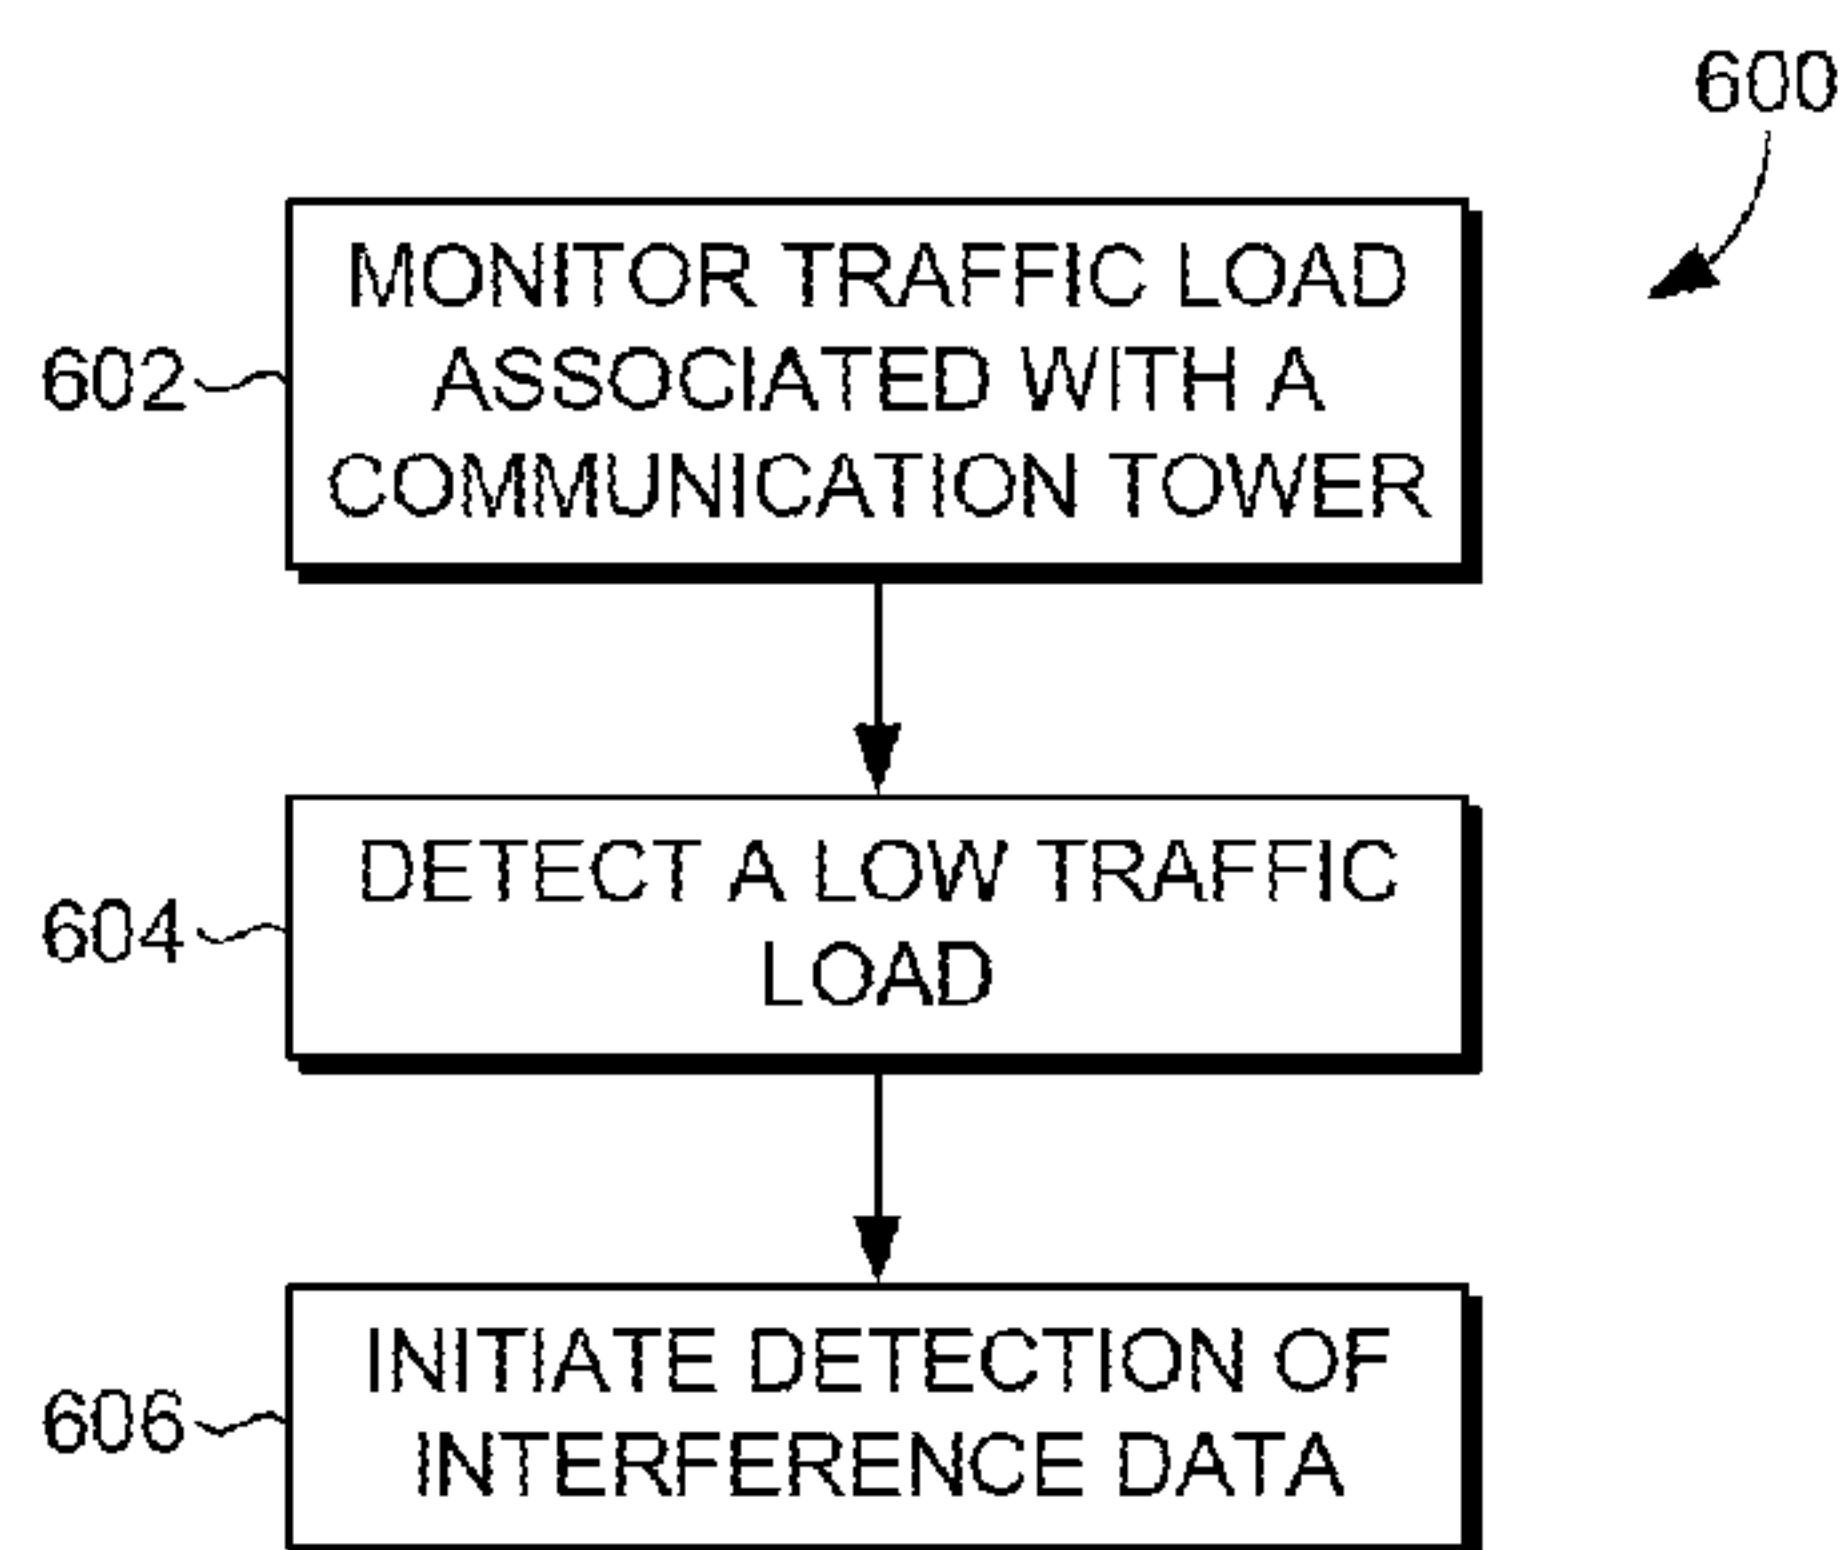 600
602
MONITOR TRAFFIC LOAD
ASSOCIATED WITH A
COMMUNICATION TOWER
604
DETECT A LOW TRAFFIC
LOAD
606
INITIATE DETECTION OF
INTERFERENCE DATA